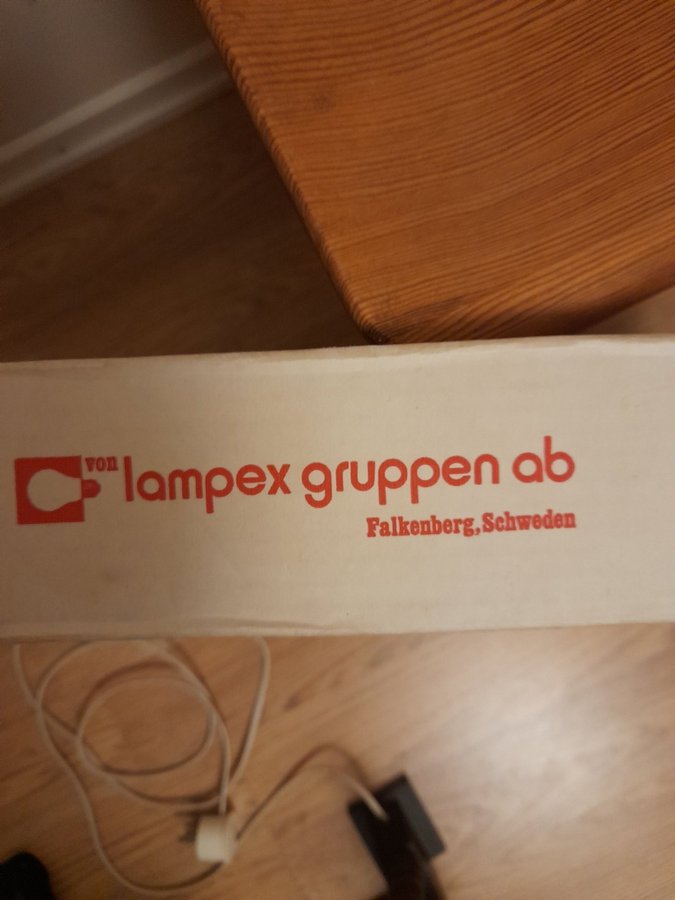 von lampex gruppen ab
Falkenberg, Schweden